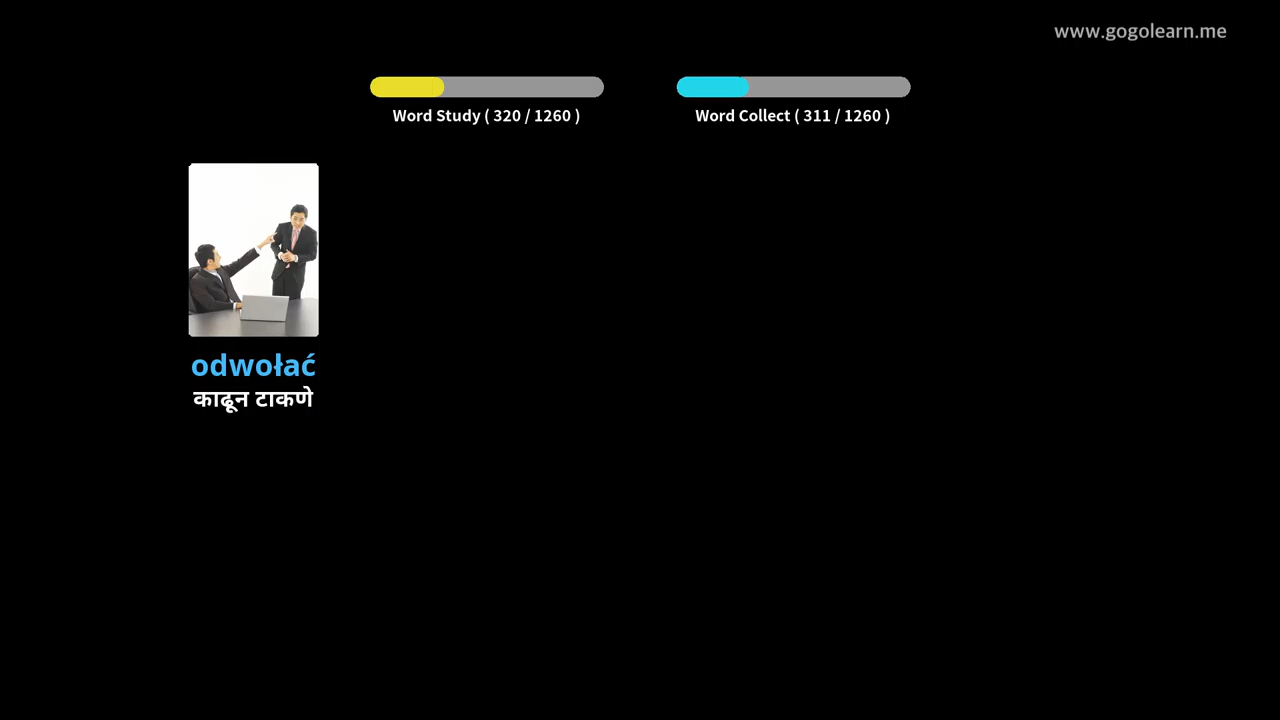 www.gogolearn.me
Word Study ( 320 / 1260 )
Word Collect ( 311 / 1260 )
odwołać
काढून टाकणे